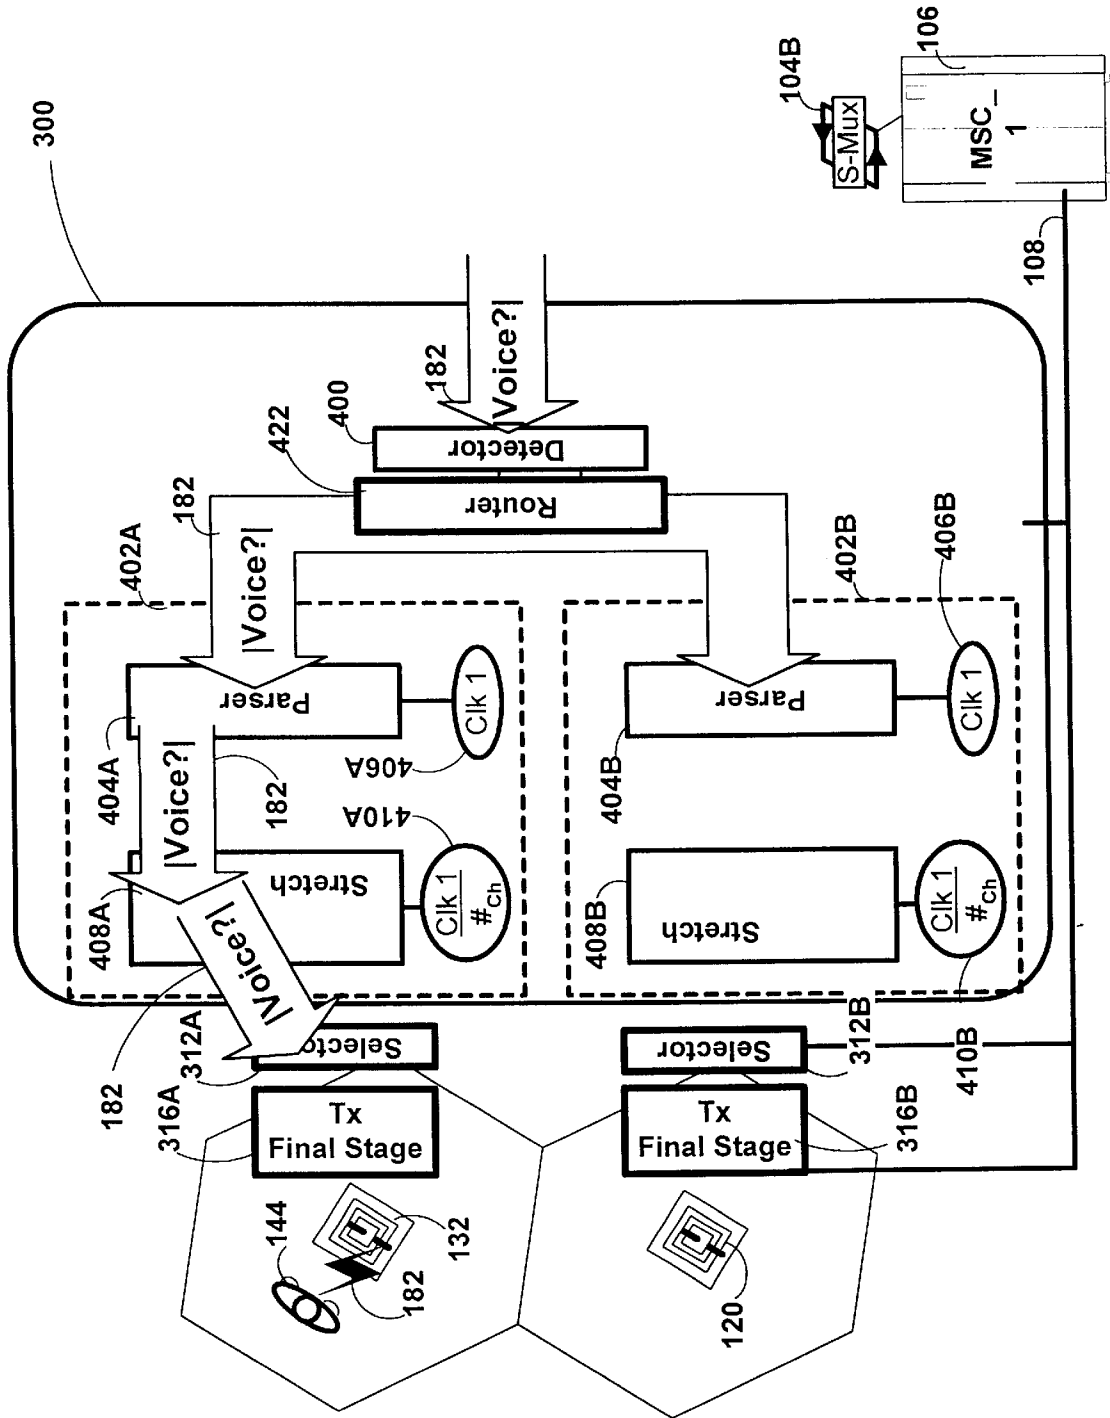 300
104B
S-Mux
106
MSC_
1
108
182
|Voice?|
400
Detector
422
Router
182
|Voice?|
402A
402B
406B
404A
Parser
Clk 1
406A
|Voice?|
182
404B
Parser
Clk 1
410A
408A
Stretch
Clk 1
#Ch
408B
Stretch
Clk 1
#Ch
410B
|Voice?|
182
312A
Selector
312B
Selector
316A
Tx
Final Stage
316B
Tx
Final Stage
144
132
182
120